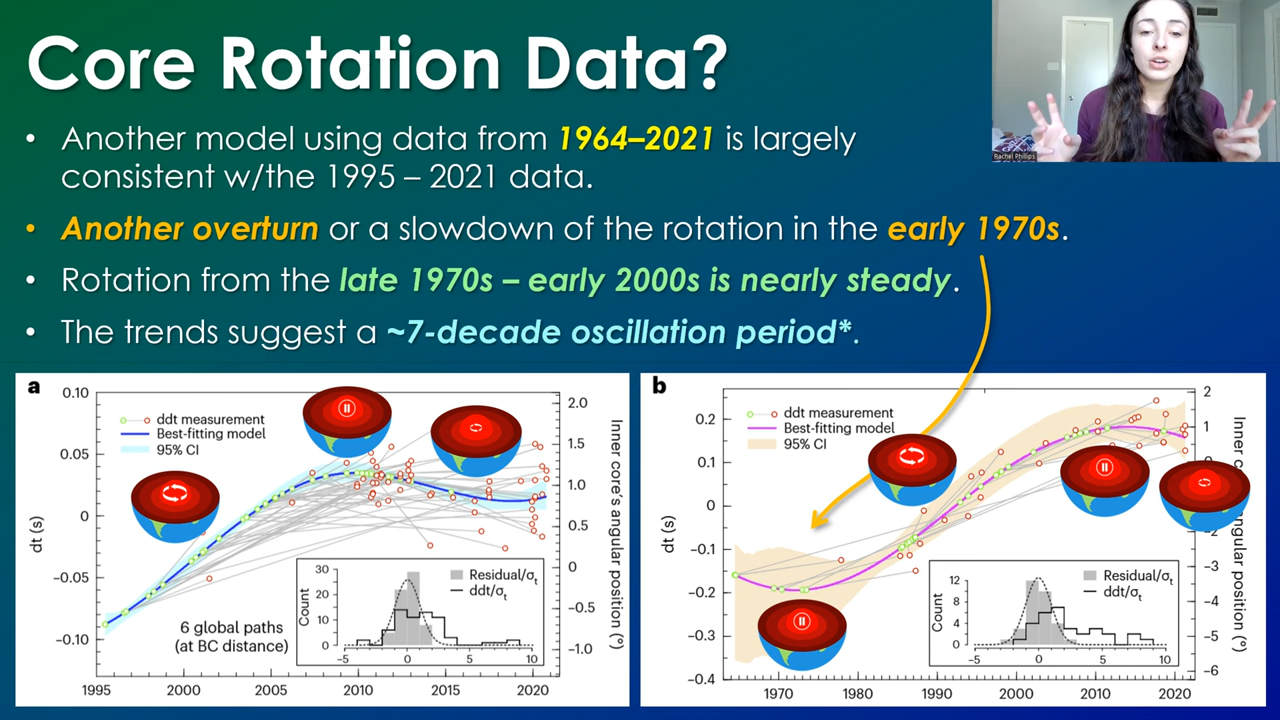 Core Rotation Data?
• Another model using data from 1964–2021 is largely
consistent w/the 1995 – 2021 data.
• Another overturn or a slowdown of the rotation in the early 1970s.
• Rotation from the late 1970s – early 2000s is nearly steady.
• The trends suggest a ~7-decade oscillation period*.
Rachel Phillips
a
ddt measurement
Best-fitting model
95% CI
dt (s)
0.10
0.05
0
−0.05
−0.10
2.0
1.5
1.0
0.5
0
−0.5
−1.0
Inner core's angular position (°)
6 global paths
(at BC distance)
Residual/σt
ddt/σt
Count
30
20
10
0
−5
0
5
10
1995
2000
2005
2010
2015
2020
b
ddt measurement
Best-fitting model
95% CI
dt (s)
0.2
0.1
0
−0.1
−0.2
−0.3
−0.4
2
1
−3
−4
−5
−6
angular position (°)
Residual/σt
ddt/σt
Count
12
8
4
0
−5
0
5
10
1970
1980
1990
2000
2010
2020